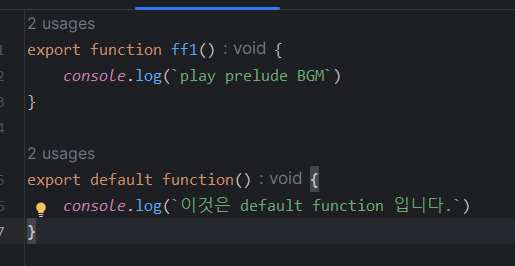 2 usages
1 export function ff1() : void {
2 console.log(`play prelude BGM`)
3 }
4
2 usages
5 export default function() : void {
6 console.log(`이것은 default function 입니다.`)
7 }